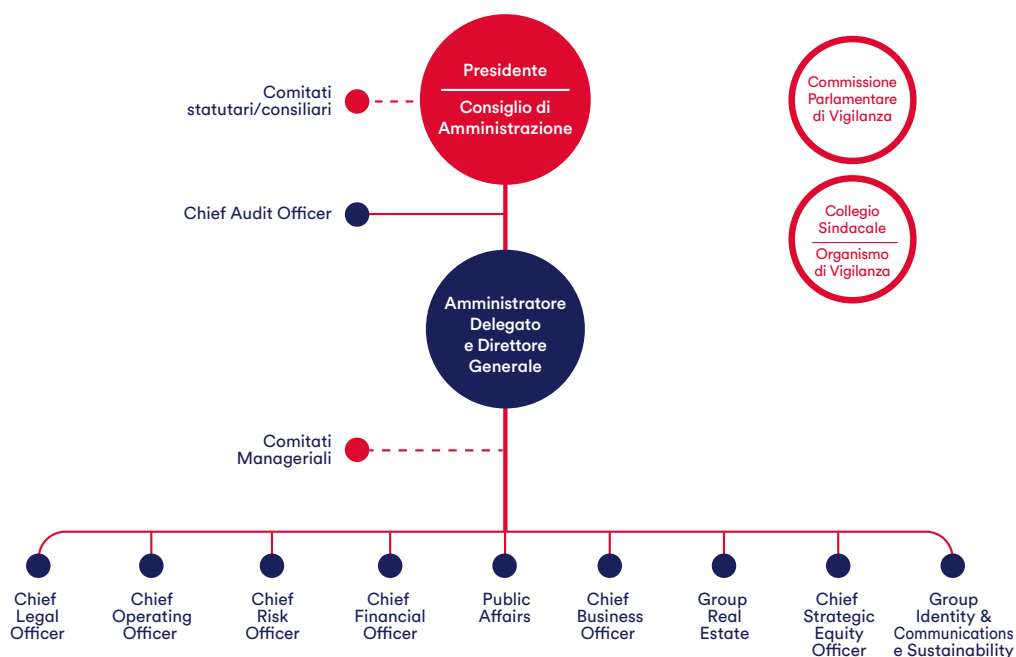 Presidente
Consiglio di
Amministrazione
Comitati
statutari/consiliari
Commissione
Parlamentare
di Vigilanza
Collegio
Sindacale
Organismo
di Vigilanza
Chief Audit Officer
Amministratore
Delegato
e Direttore
Generale
Comitati
Manageriali
Chief
Legal
Officer
Chief
Operating
Officer
Chief
Risk
Officer
Chief
Financial
Officer
Public
Affairs
Chief
Business
Officer
Group
Real
Estate
Chief
Strategic
Equity
Officer
Group
Identity &
Communications
e Sustainability